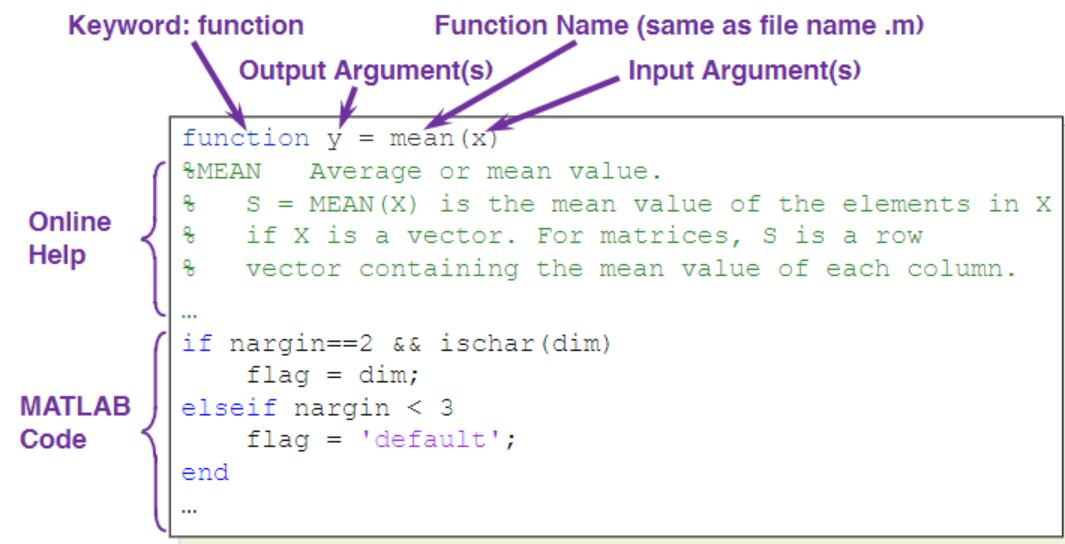 Keyword: function
Function Name (same as file name .m)
Output Argument(s)
Input Argument(s)
function y = mean(x)
%MEAN   Average or mean value.
%   S = MEAN(X) is the mean value of the elements in X
%   if X is a vector. For matrices, S is a row
%   vector containing the mean value of each column.
…
if nargin==2 && ischar(dim)
    flag = dim;
elseif nargin < 3
    flag = 'default';
end
…
Online
Help
MATLAB
Code